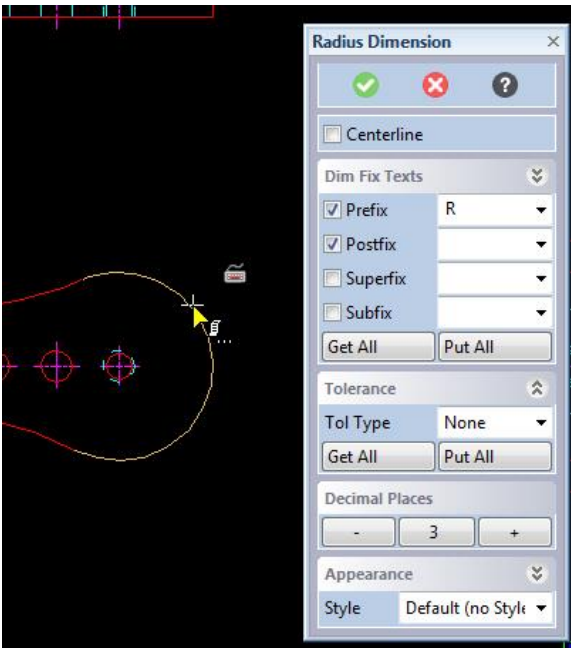 Radius Dimension
Centerline
Dim Fix Texts
Prefix R
Postfix
Superfix
Subfix
Get All Put All
Tolerance
Tol Type None
Get All Put All
Decimal Places
- 3 +
Appearance
Style Default (no Style